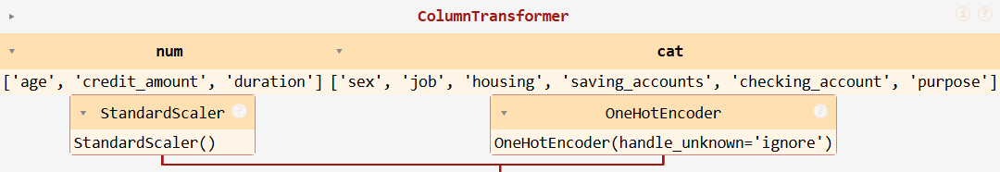 ColumnTransformer
num cat
['age', 'credit_amount', 'duration'] ['sex', 'job', 'housing', 'saving_accounts', 'checking_account', 'purpose']
StandardScaler ? OneHotEncoder ?
StandardScaler() OneHotEncoder(handle_unknown='ignore')